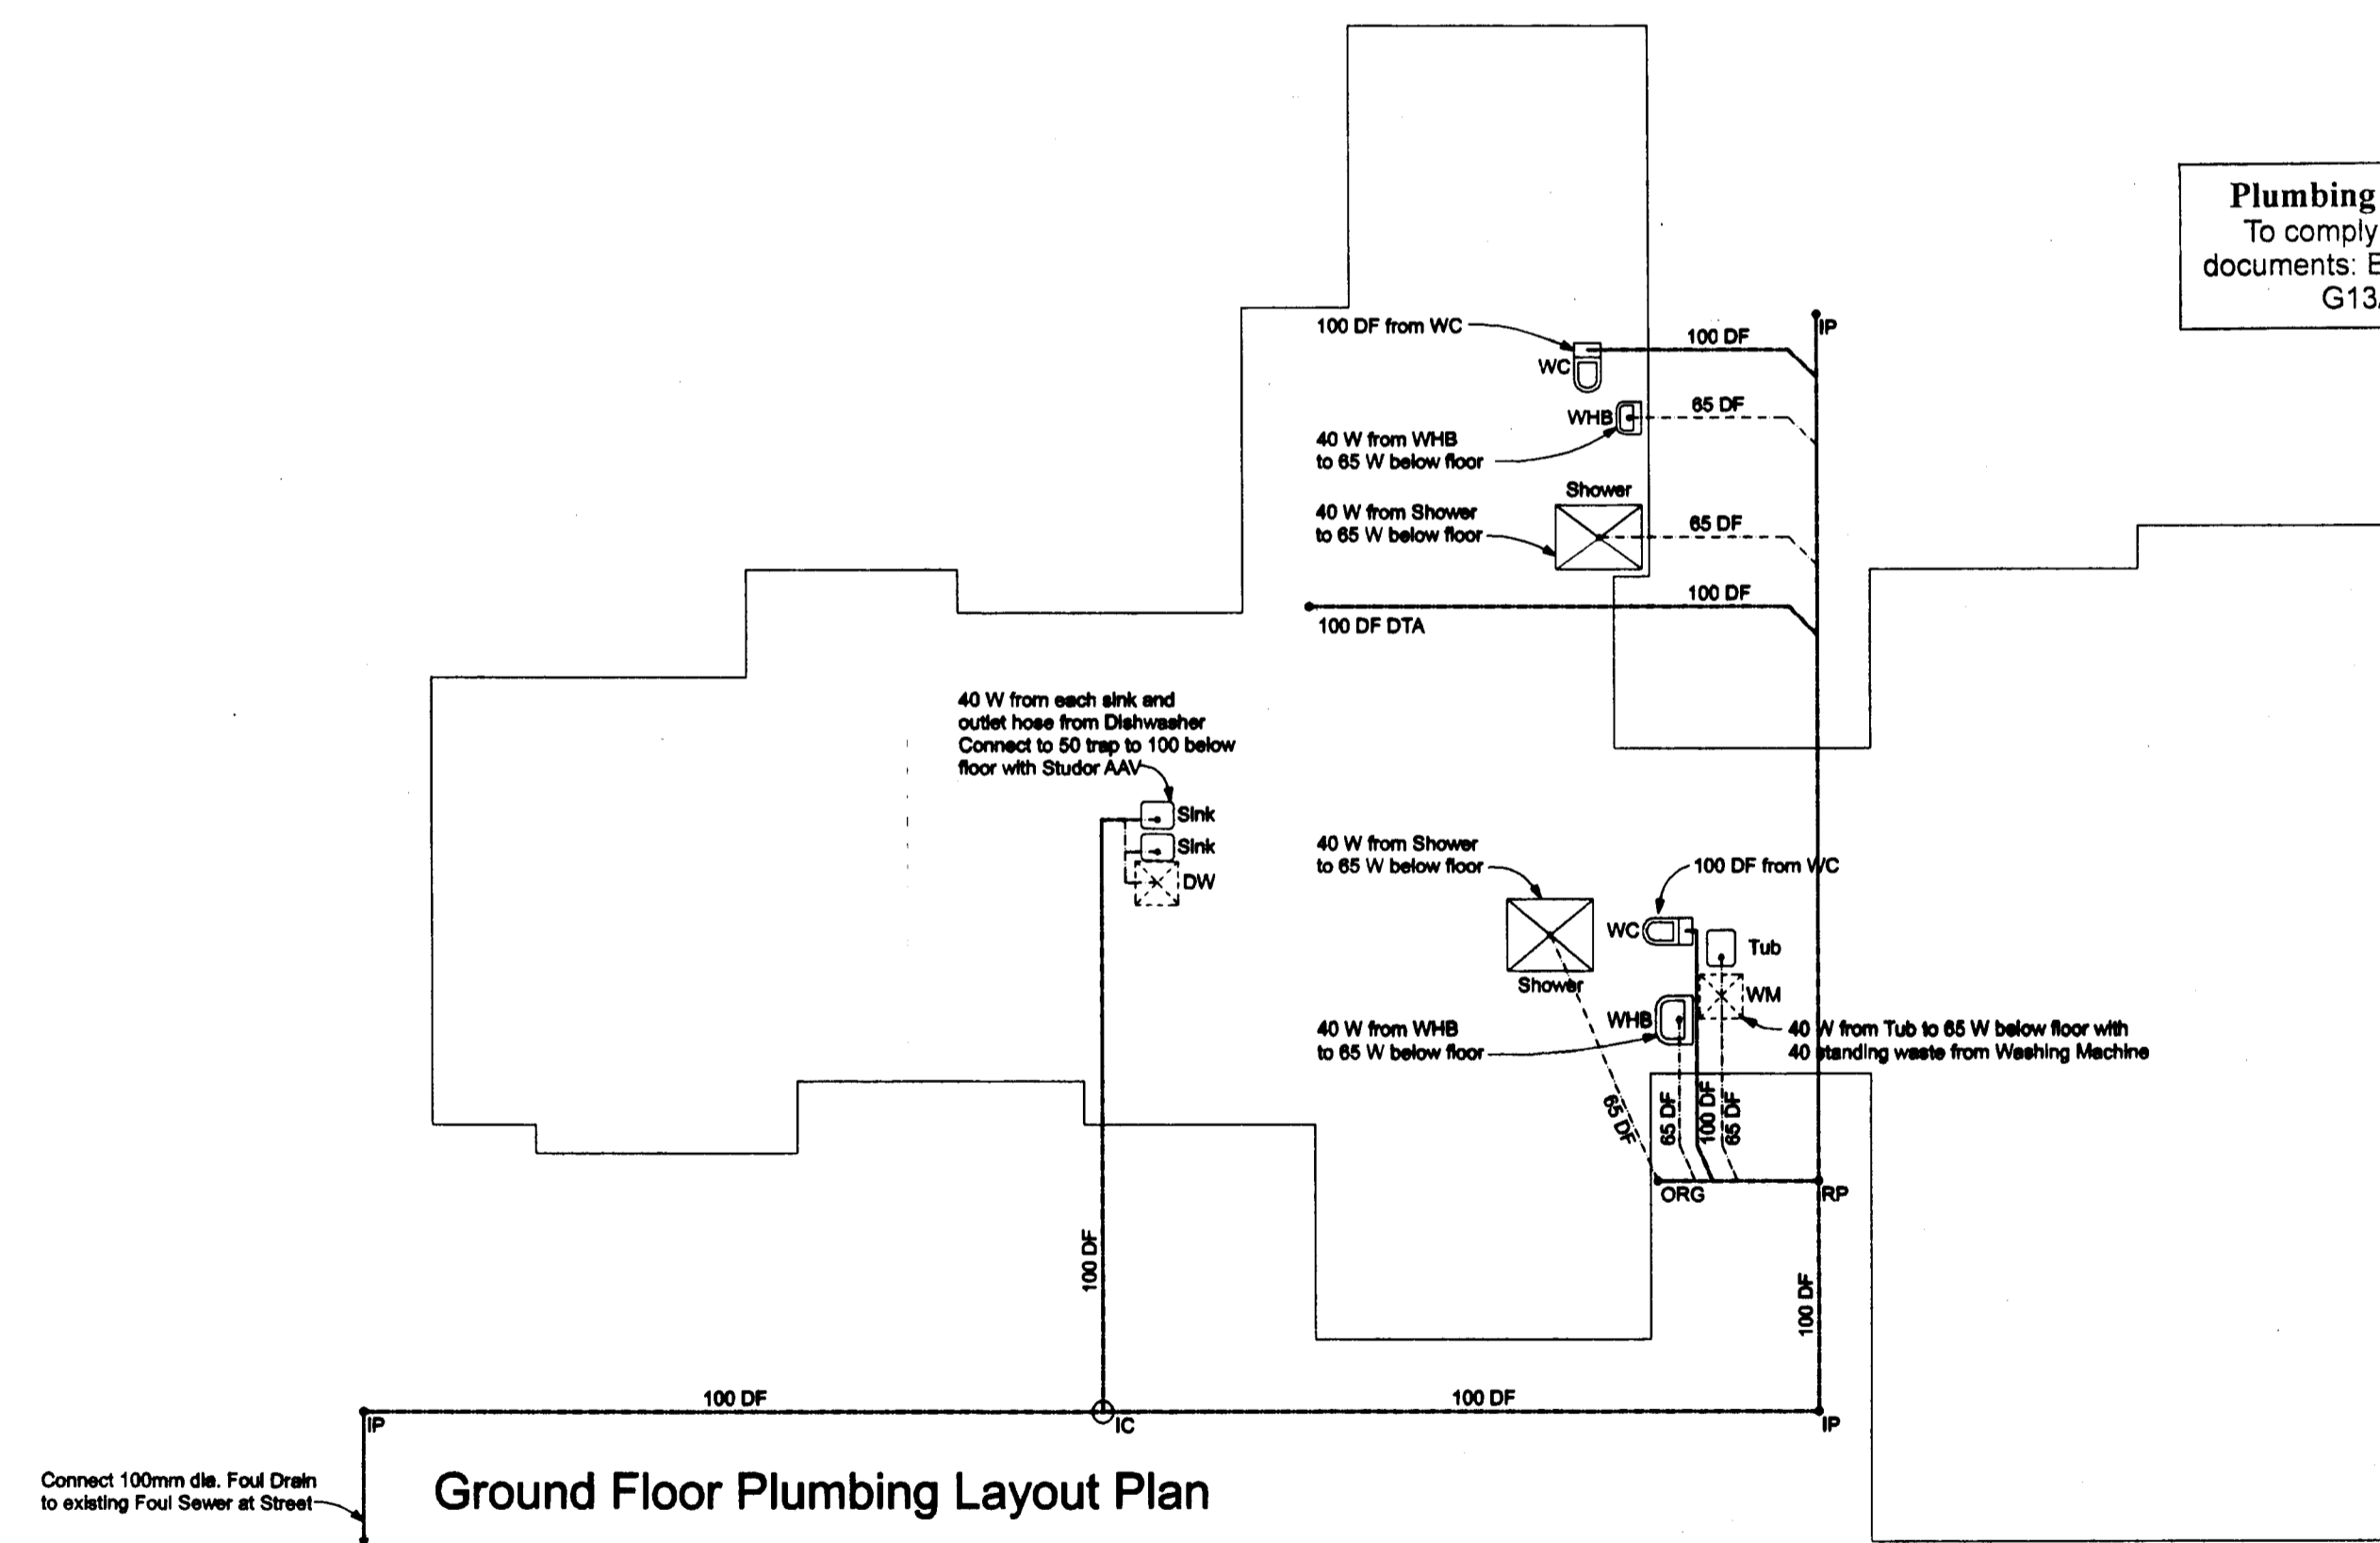 Plumbing
To comply
documents: E
G13
IP
100 DF from WC
100 DF
WC
65 DF
WHB
40 W from WHB
to 65 W below floor
Shower
40 W from Shower
to 65 W below floor
65 DF
100 DF
100 DF DTA
40 W from each sink and
outlet hose from Dishwasher
Connect to 50 trap to 100 below
floor with Studor AAV
Sink
Sink
DW
40 W from Shower
to 65 W below floor
100 DF from WC
WC
Tub
Shower
WM
WHB
40 W from WHB
to 65 W below floor
40 W from Tub to 65 W below floor with
40 standing waste from Washing Machine
65 DF
65 DF
100 DF
65 DF
ORG
RP
100 DF
100 DF
100 DF
100 DF
IP
IC
IP
Connect 100mm dia. Foul Drain
to existing Foul Sewer at Street
Ground Floor Plumbing Layout Plan